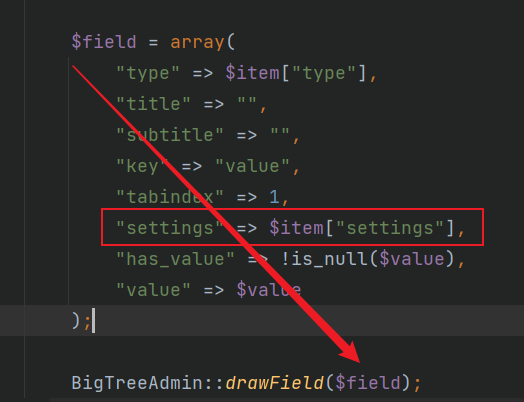 $field = array(
"type" => $item["type"],
"title" => "",
"subtitle" => "",
"key" => "value",
"tabindex" => 1,
"settings" => $item["settings"],
"has_value" => !is_null($value),
"value" => $value
);
BigTreeAdmin::drawField($field);